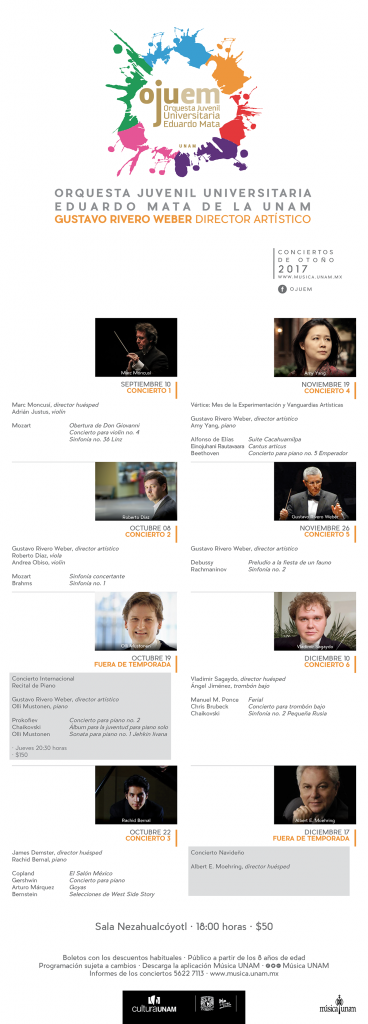 ojuem
Orquesta Juvenil
Universitaria
Eduardo Mata
UNAM
ORQUESTA JUVENIL UNIVERSITARIA
EDUARDO MATA DE LA UNAM
GUSTAVO RIVERO WEBER DIRECTOR ARTÍSTICO
CONCIERTOS
DE OTOÑO
2017
WWW.MUSICA.UNAM.MX
OJUEM
Marc Moncusi
SEPTIEMBRE 10
CONCIERTO 1
Marc Moncusi, director huésped
Adrián Justus, violín
Mozart Obertura de Don Giovanni
Concierto para violín no. 4
Sinfonía no. 36 Linz
Amy Yang
NOVIEMBRE 19
CONCIERTO 4
Vértice: Mes de la Experimentación y Vanguardias Artísticas
Gustavo Rivero Weber, director artístico
Amy Yang, piano
Alfonso de Elías Suite Cacahuamilpa
Einojuhani Rautawaara Cantus articus
Beethoven Concierto para piano no. 5 Emperador
Roberto Díaz
OCTUBRE 08
CONCIERTO 2
Gustavo Rivero Weber, director artístico
Roberto Díaz, viola
Andrea Obiso, violín
Mozart Sinfonía concertante
Brahms Sinfonía no. 1
Gustavo Rivero Weber
NOVIEMBRE 26
CONCIERTO 5
Gustavo Rivero Weber, director artístico
Debussy Preludio a la siesta de un fauno
Rachmaninov Sinfonía no. 2
Olli Mustonen
OCTUBRE 19
FUERA DE TEMPORADA
Concierto Internacional
Recital de Piano
Gustavo Rivero Weber, director artístico
Olli Mustonen, piano
Prokofiev Concierto para piano no. 2
Chaikovski Álbum para la juventud para piano solo
Olli Mustonen Sonata para piano no. 1 Jehkin Iivana
· Jueves 20:30 horas
· $150
Vladimir Sagaydo
DICIEMBRE 10
CONCIERTO 6
Vladimir Sagaydo, director huésped
Ángel Jiménez, trombón bajo
Manuel M. Ponce Ferial
Chris Brubeck Concierto para trombón bajo
Chaikovski Sinfonía no. 2 Pequeña Rusia
Rachid Bernal
OCTUBRE 22
CONCIERTO 3
James Demster, director huésped
Rachid Bernal, piano
Copland El Salón México
Gershwin Concierto para piano
Arturo Márquez Goyas
Bernstein Selecciones de West Side Story
Albert E. Moehring
DICIEMBRE 17
FUERA DE TEMPORADA
Concierto Navideño
Albert E. Moehring, director huésped
Sala Nezahualcóyotl · 18:00 horas · $50
Boletos con los descuentos habituales · Público a partir de los 8 años de edad
Programación sujeta a cambios · Descarga la aplicación Música UNAM · Música UNAM
Informes de los conciertos 5622 7113 · www.musica.unam.mx
culturaUNAM
músicaunam